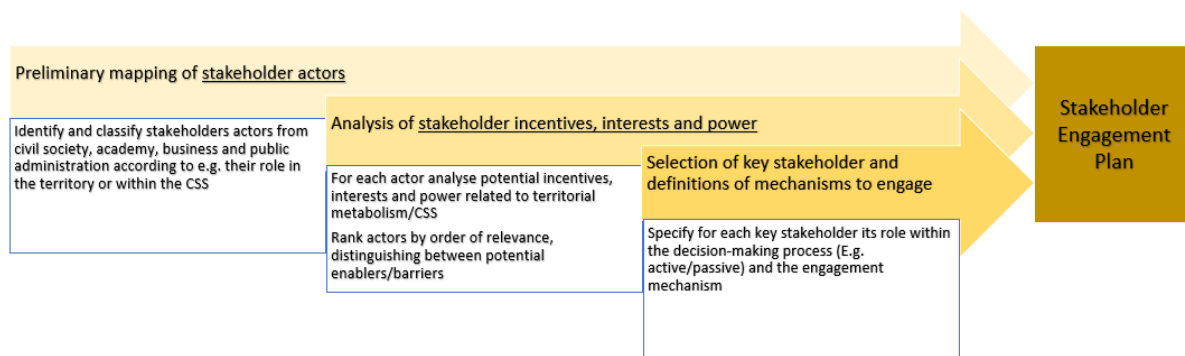 Preliminary mapping of stakeholder actors
Identify and classify stakeholders actors from
civil society, academy, business and public
administration according to e.g. their role in
the territory or within the CSS
Analysis of stakeholder incentives, interests and power
For each actor analyse potential incentives,
interests and power related to territorial
metabolism/CSS
Rank actors by order of relevance,
distinguishing between potential
enablers/barriers
Selection of key stakeholder and
definitions of mechanisms to engage
Specify for each key stakeholder its role within
the decision-making process (E.g.
active/passive) and the engagement
mechanism
Stakeholder
Engagement
Plan